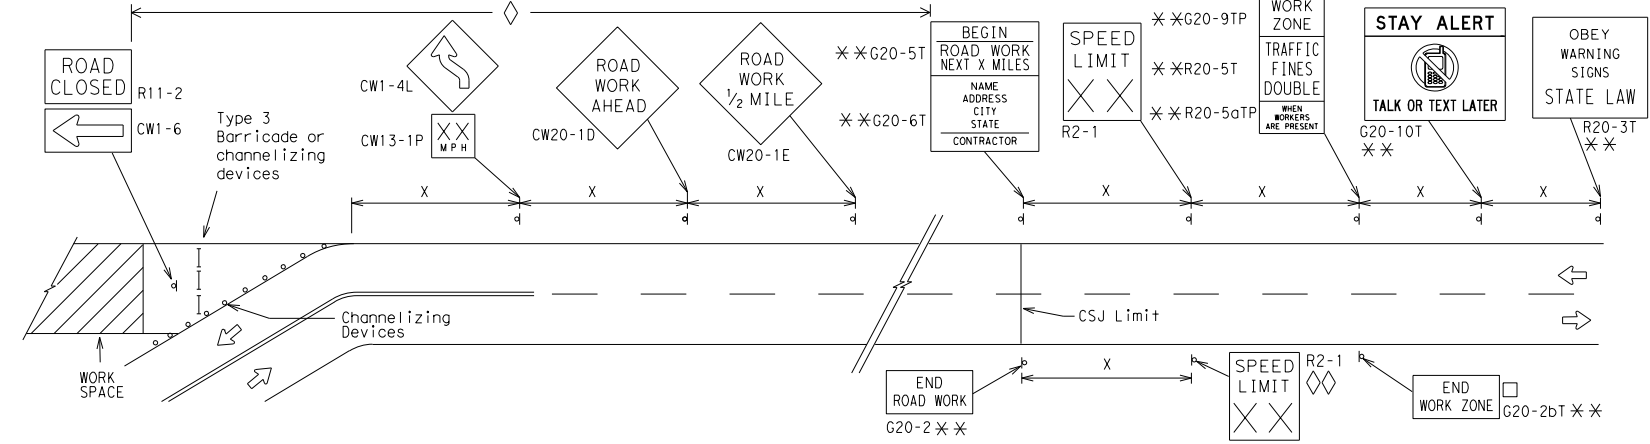 ROAD
CLOSED
R11-2
CW1-6
Type 3
Barricade or
channelizing
devices
CW1-4L
XX
MPH
CW13-1P
ROAD
WORK
AHEAD
CW20-1D
ROAD
WORK
1/2 MILE
CW20-1E
**G20-5T
BEGIN
ROAD WORK
NEXT X MILES
**G20-6T
NAME
ADDRESS
CITY
STATE
CONTRACTOR
SPEED
LIMIT
XX
R2-1
**G20-9TP
WORK
ZONE
**R20-5T
TRAFFIC
FINES
DOUBLE
**R20-5aTP
WHEN
WORKERS
ARE PRESENT
STAY ALERT
TALK OR TEXT LATER
G20-10T
**
OBEY
WARNING
SIGNS
STATE LAW
R20-3T
**
X
X
X
X
X
X
X
Channelizing
Devices
CSJ Limit
WORK
SPACE
END
ROAD WORK
G20-2 **
X
SPEED
LIMIT
XX
R2-1
◇◇
END
WORK ZONE
□
G20-2bT **